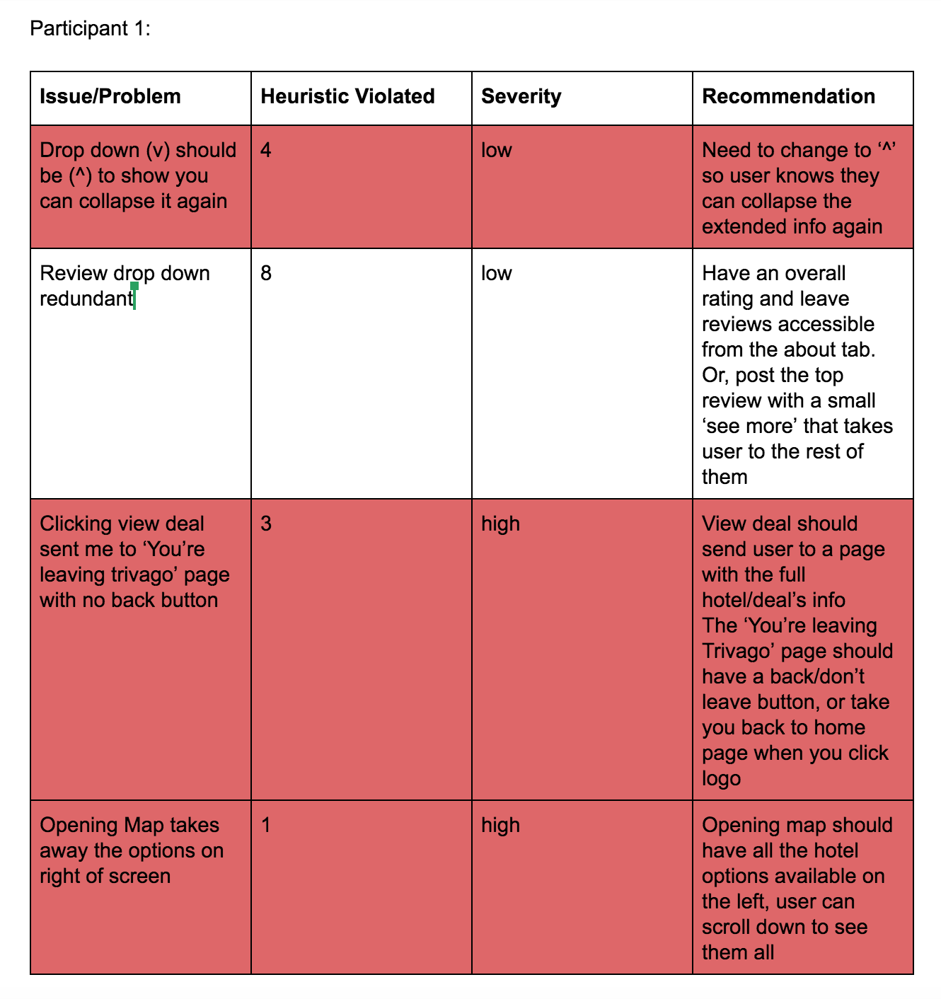 Participant 1:
Issue/Problem
Heuristic Violated
Severity
Recommendation
Drop down (v) should
be (^) to show you
can collapse it again
4
low
Need to change to ‘^’
so user knows they
can collapse the
extended info again
Review drop down
redundant
8
low
Have an overall
rating and leave
reviews accessible
from the about tab.
Or, post the top
review with a small
‘see more’ that takes
user to the rest of
them
Clicking view deal
sent me to ‘You’re
leaving trivago’ page
with no back button
3
high
View deal should
send user to a page
with the full
hotel/deal’s info
The ‘You’re leaving
Trivago’ page should
have a back/don’t
leave button, or take
you back to home
page when you click
logo
Opening Map takes
away the options on
right of screen
1
high
Opening map should
have all the hotel
options available on
the left, user can
scroll down to see
them all